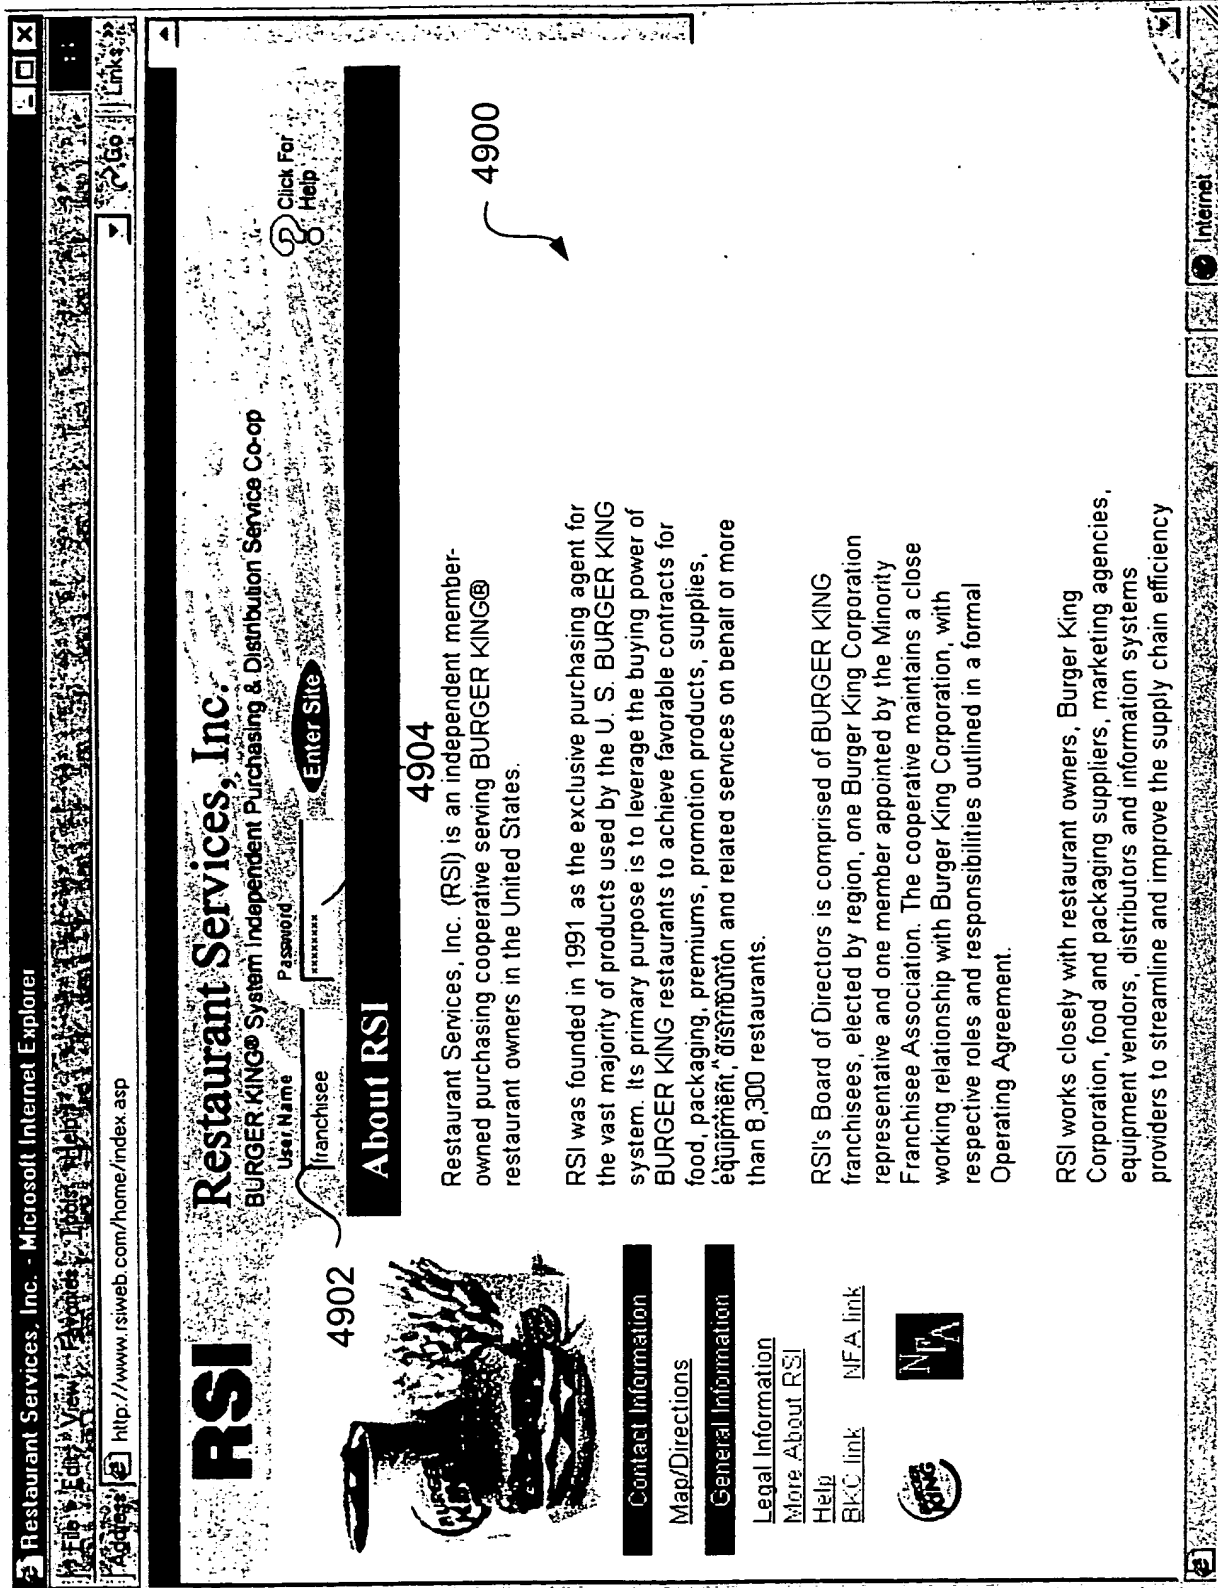 Restaurant Services, Inc. - Microsoft Internet Explorer
File Edit View Favorites Tools Help
Address http://www.rsiweb.com/home/index.asp Go Links »
RSI
Restaurant Services, Inc.
BURGER KING® System Independent Purchasing & Distribution Service Co-op
User Name Password
franchisee ******** Enter Site
Click For
Help
4902
4904
4900
About RSI
Contact Information
Map/Directions
General Information
Legal Information
More About RSI
Help
BKC link NFA link
BURGER KING
NFA
Restaurant Services, Inc. (RSI) is an independent member-
owned purchasing cooperative serving BURGER KING®
restaurant owners in the United States.
RSI was founded in 1991 as the exclusive purchasing agent for
the vast majority of products used by the U. S. BURGER KING
system. Its primary purpose is to leverage the buying power of
BURGER KING restaurants to achieve favorable contracts for
food, packaging, premiums, promotion products, supplies,
equipment, distribution and related services on behalf of more
than 8,300 restaurants.
RSI's Board of Directors is comprised of BURGER KING
franchisees, elected by region, one Burger King Corporation
representative and one member appointed by the Minority
Franchisee Association. The cooperative maintains a close
working relationship with Burger King Corporation, with
respective roles and responsibilities outlined in a formal
Operating Agreement.
RSI works closely with restaurant owners, Burger King
Corporation, food and packaging suppliers, marketing agencies,
equipment vendors, distributors and information systems
providers to streamline and improve the supply chain efficiency
Internet